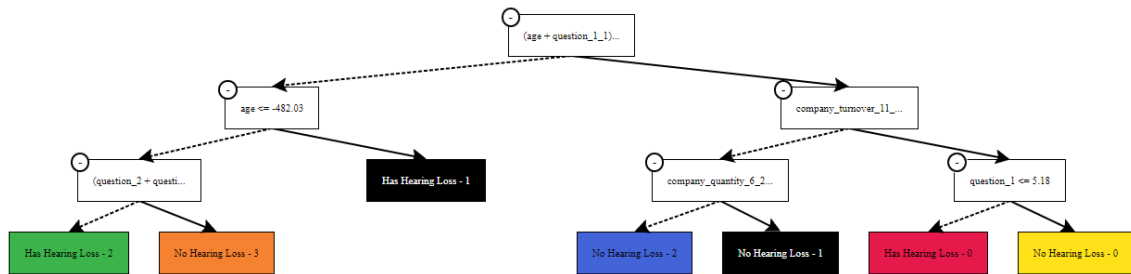 -
(age + question_1_1)...
-
age <= -482.03
-
company_turnover_11_...
-
(question_2 + questi...
Has Hearing Loss - 1
-
company_quantity_6_2...
-
question_1 <= 5.18
Has Hearing Loss - 2
No Hearing Loss - 3
No Hearing Loss - 2
No Hearing Loss - 1
Has Hearing Loss - 0
No Hearing Loss - 0